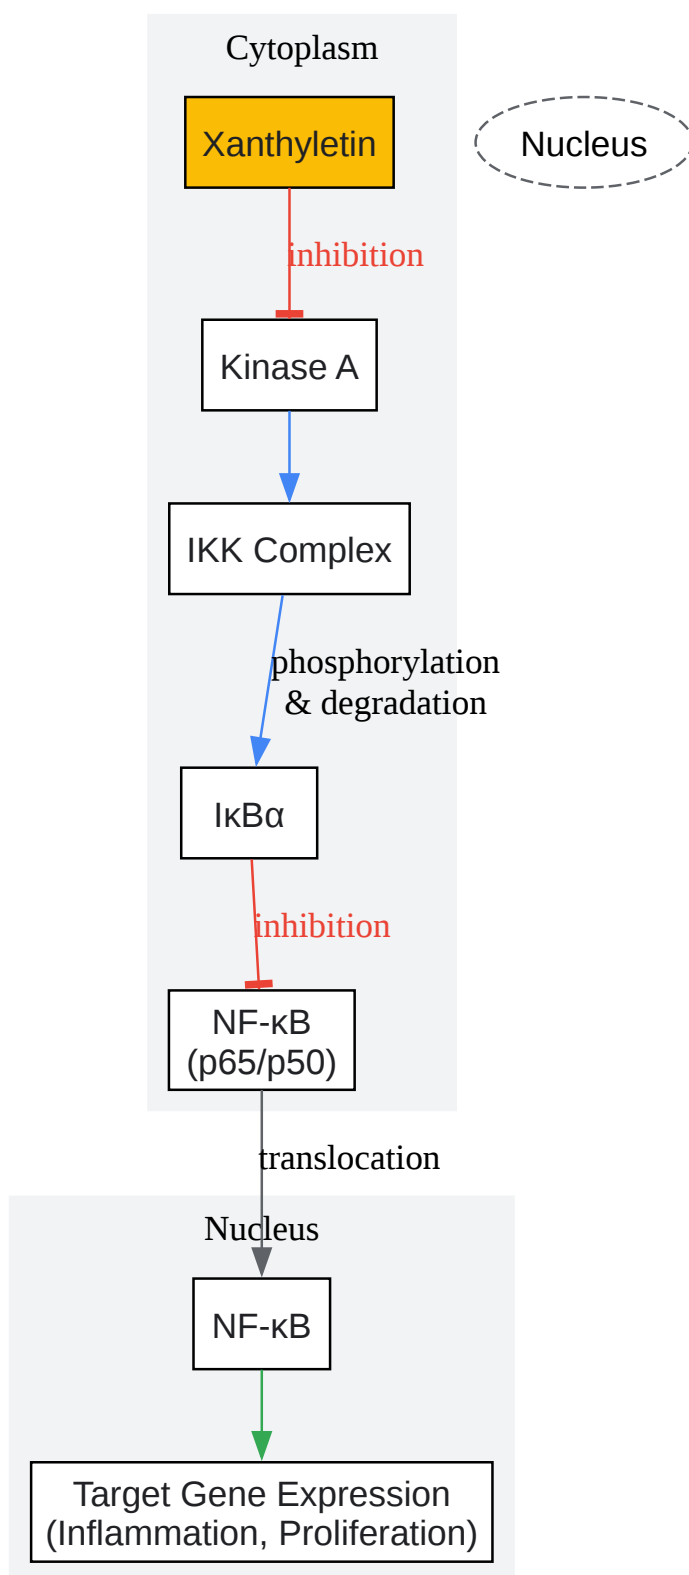 Cytoplasm
Xanthyletin
Nucleus
inhibition
Kinase A
IKK Complex
phosphorylation
& degradation
IκBα
inhibition
NF-κB
(p65/p50)
translocation
Nucleus
NF-κB
Target Gene Expression
(Inflammation, Proliferation)